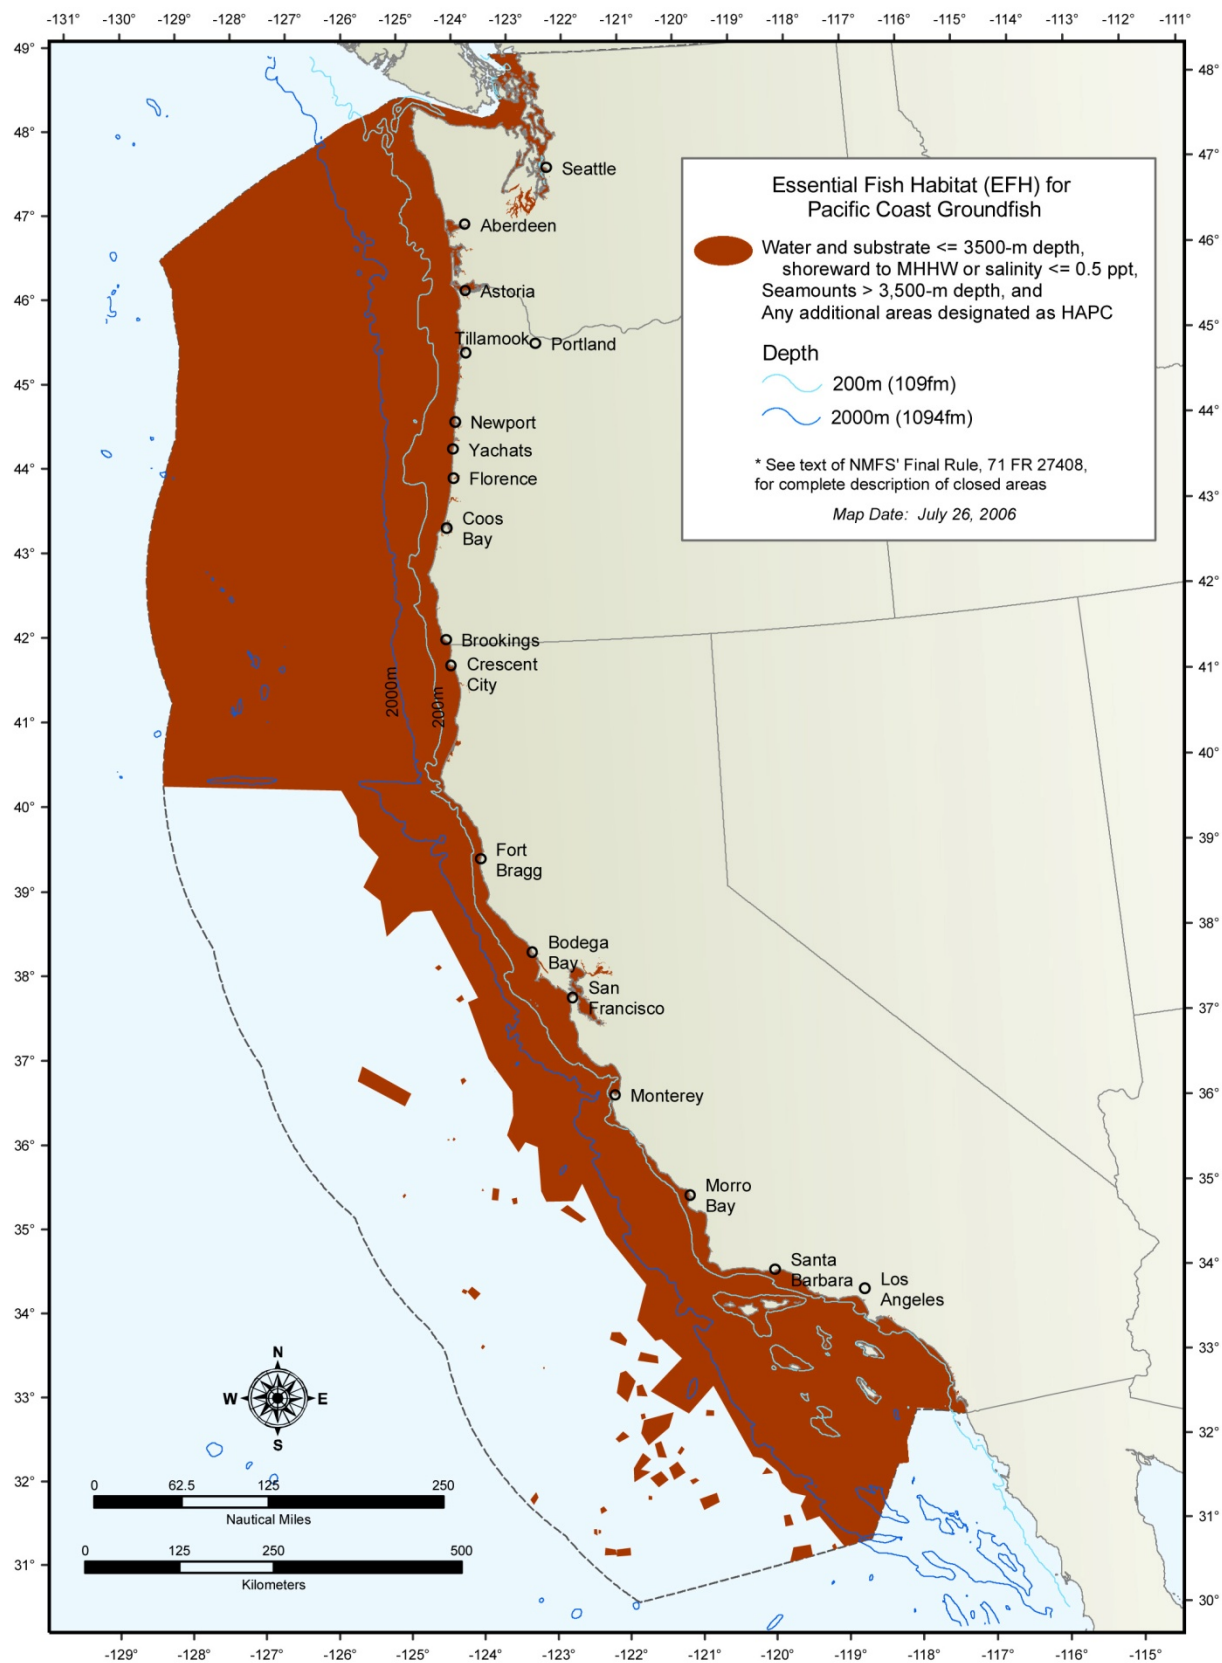 -131° -130° -129° -128° -127° -126° -125° -124° -123° -122° -121° -120° -119° -118° -117° -116° -115° -114° -113° -112° -111°
49°
48°
47°
46°
45°
44°
43°
42°
41°
40°
39°
38°
37°
36°
35°
34°
33°
32°
31°
48°
47°
46°
45°
44°
43°
42°
41°
40°
39°
38°
37°
36°
35°
34°
33°
32°
31°
30°
Essential Fish Habitat (EFH) for
Pacific Coast Groundfish
Water and substrate <= 3500-m depth,
shoreward to MHHW or salinity <= 0.5 ppt,
Seamounts > 3,500-m depth, and
Any additional areas designated as HAPC
Depth
200m (109fm)
2000m (1094fm)
* See text of NMFS' Final Rule, 71 FR 27408,
for complete description of closed areas
Map Date: July 26, 2006
Seattle
Aberdeen
Astoria
Tillamook
Portland
Newport
Yachats
Florence
Coos
Bay
Brookings
Crescent
City
2000m
200m
Fort
Bragg
Bodega
Bay
San
Francisco
Monterey
Morro
Bay
Santa
Barbara
Los
Angeles
N
W E
S
0 62.5 125 250
Nautical Miles
0 125 250 500
Kilometers
-129° -128° -127° -126° -125° -124° -123° -122° -121° -120° -119° -118° -117° -116° -115°